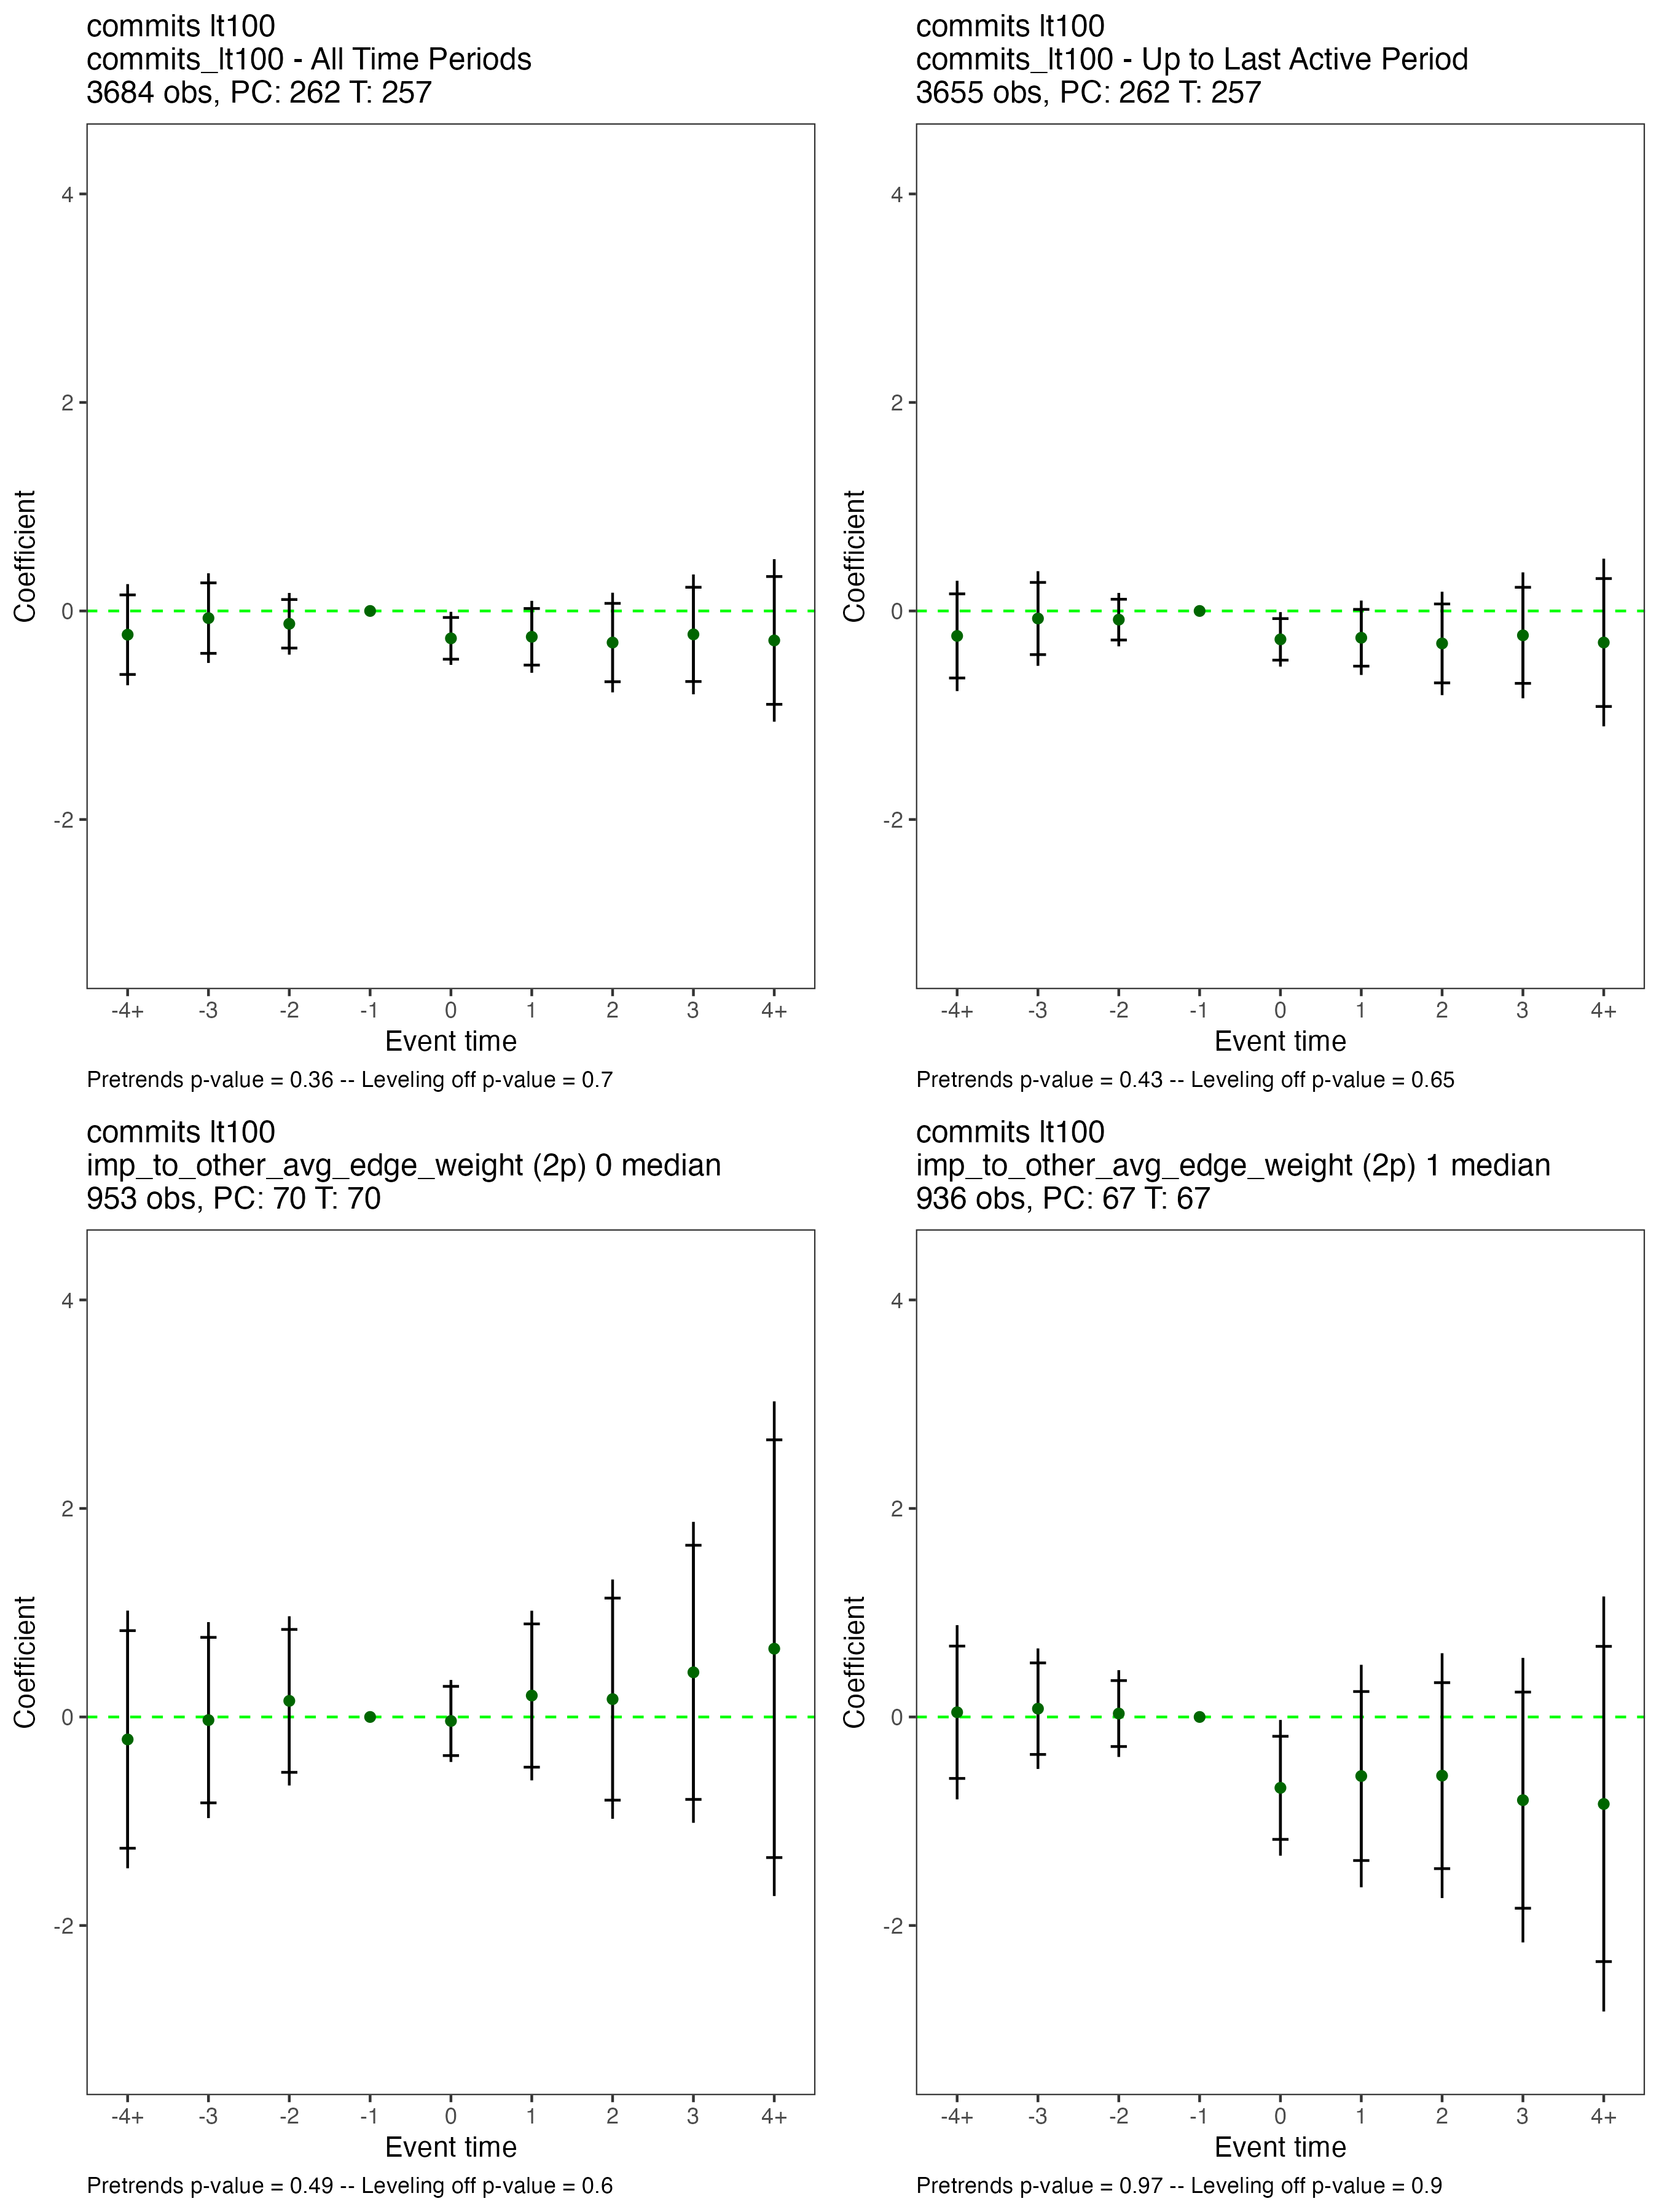 commits lt100
commits_lt100 - All Time Periods
3684 obs, PC: 262 T: 257
Coefficient
4
2
0
-2
-4+ -3 -2 -1 0 1 2 3 4+
Event time
Pretrends p-value = 0.36 -- Leveling off p-value = 0.7
commits lt100
commits_lt100 - Up to Last Active Period
3655 obs, PC: 262 T: 257
Coefficient
4
2
0
-2
-4+ -3 -2 -1 0 1 2 3 4+
Event time
Pretrends p-value = 0.43 -- Leveling off p-value = 0.65
commits lt100
imp_to_other_avg_edge_weight (2p) 0 median
953 obs, PC: 70 T: 70
Coefficient
4
2
0
-2
-4+ -3 -2 -1 0 1 2 3 4+
Event time
Pretrends p-value = 0.49 -- Leveling off p-value = 0.6
commits lt100
imp_to_other_avg_edge_weight (2p) 1 median
936 obs, PC: 67 T: 67
Coefficient
4
2
0
-2
-4+ -3 -2 -1 0 1 2 3 4+
Event time
Pretrends p-value = 0.97 -- Leveling off p-value = 0.9